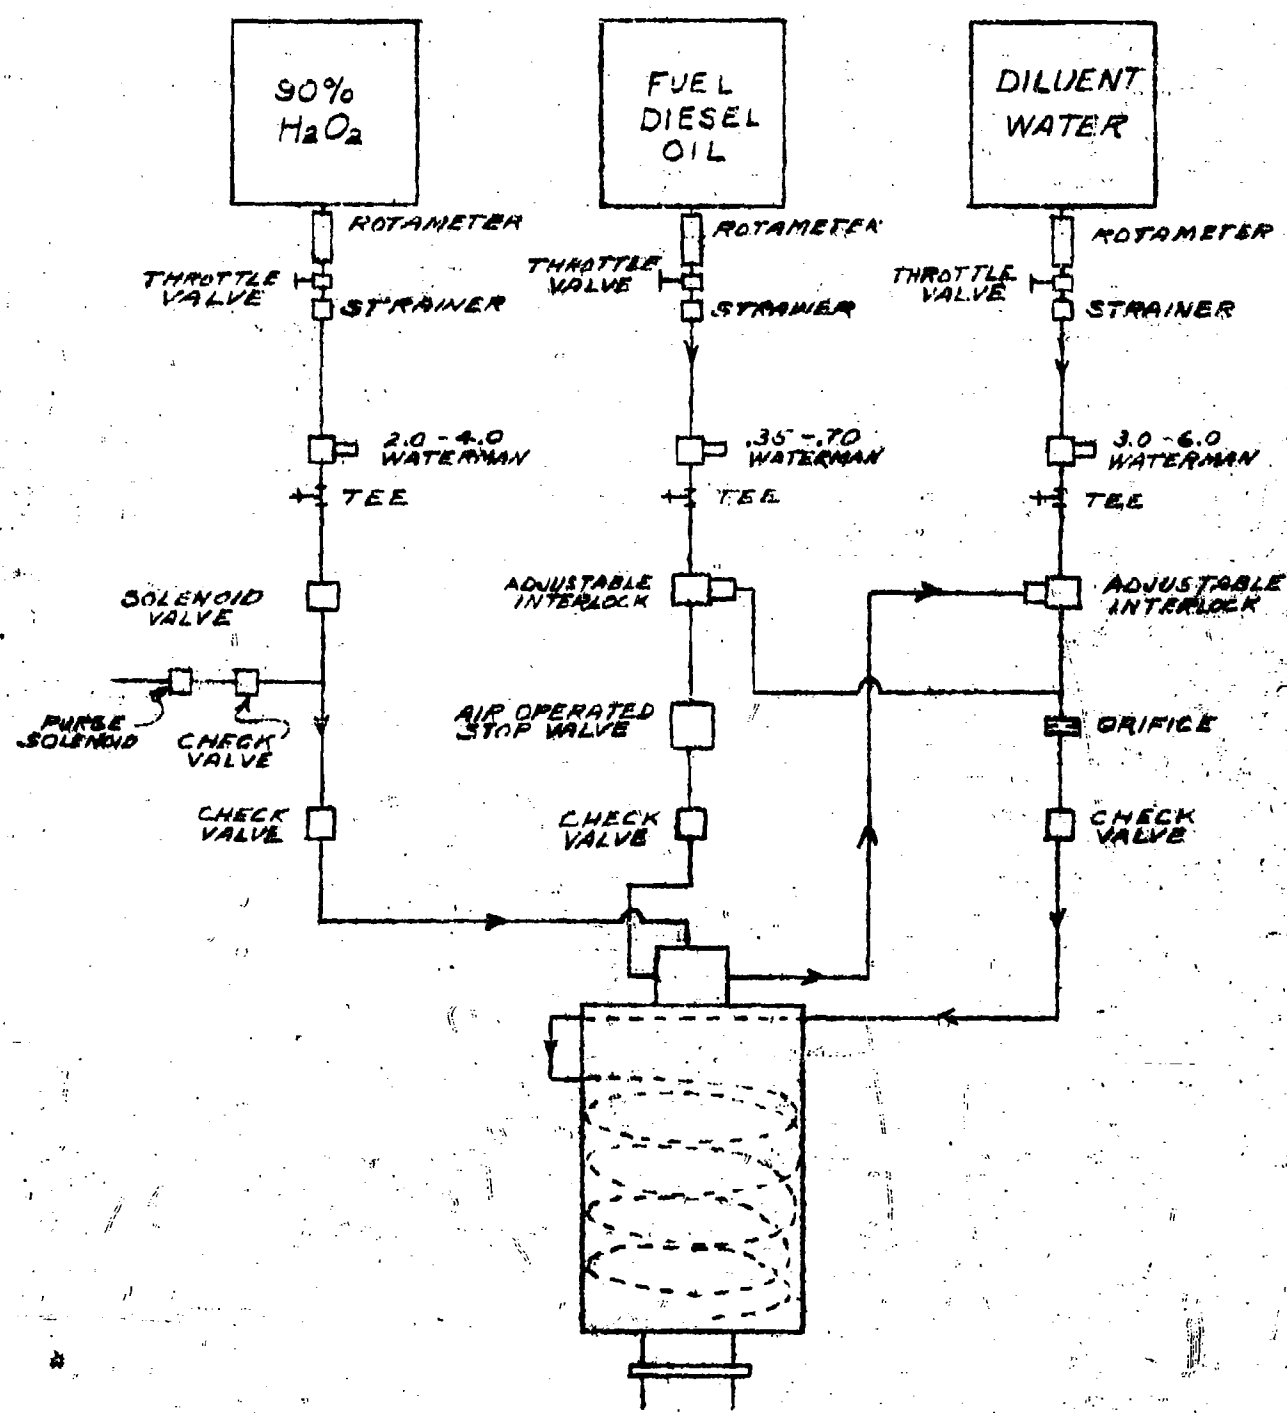 90%
H2O2
FUEL
DIESEL
OIL
DILUENT
WATER
ROTAMETER
ROTAMETER
ROTAMETER
THROTTLE
VALVE
THROTTLE
VALVE
THROTTLE
VALVE
STRAINER
STRAINER
STRAINER
2.0 - 4.0
WATERMAN
.35 - .70
WATERMAN
3.0 - 6.0
WATERMAN
TEE
TEE
TEE
SOLENOID
VALVE
ADJUSTABLE
INTERLOCK
ADJUSTABLE
INTERLOCK
PURGE
SOLENOID
CHECK
VALVE
AIR OPERATED
STOP VALVE
ORIFICE
CHECK
VALVE
CHECK
VALVE
CHECK
VALVE